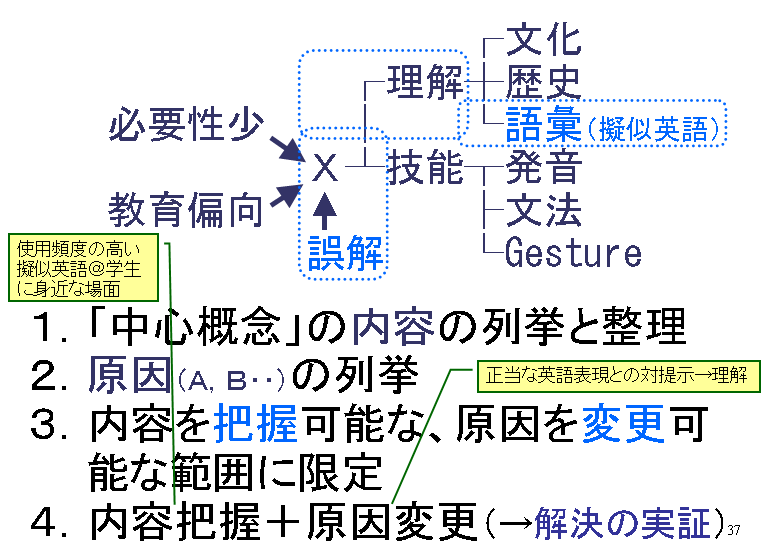 文化
理解
歴史
必要性少
語彙（擬似英語）
X
技能
発音
教育偏向
文法
誤解
Gesture
使用頻度の高い
擬似英語＠学生
に身近な場面
１．「中心概念」の内容の列挙と整理
２．原因（A, B‥）の列挙
正当な英語表現との対提示→理解
３．内容を把握可能な、原因を変更可
能な範囲に限定
４．内容把握＋原因変更（→解決の実証）
37